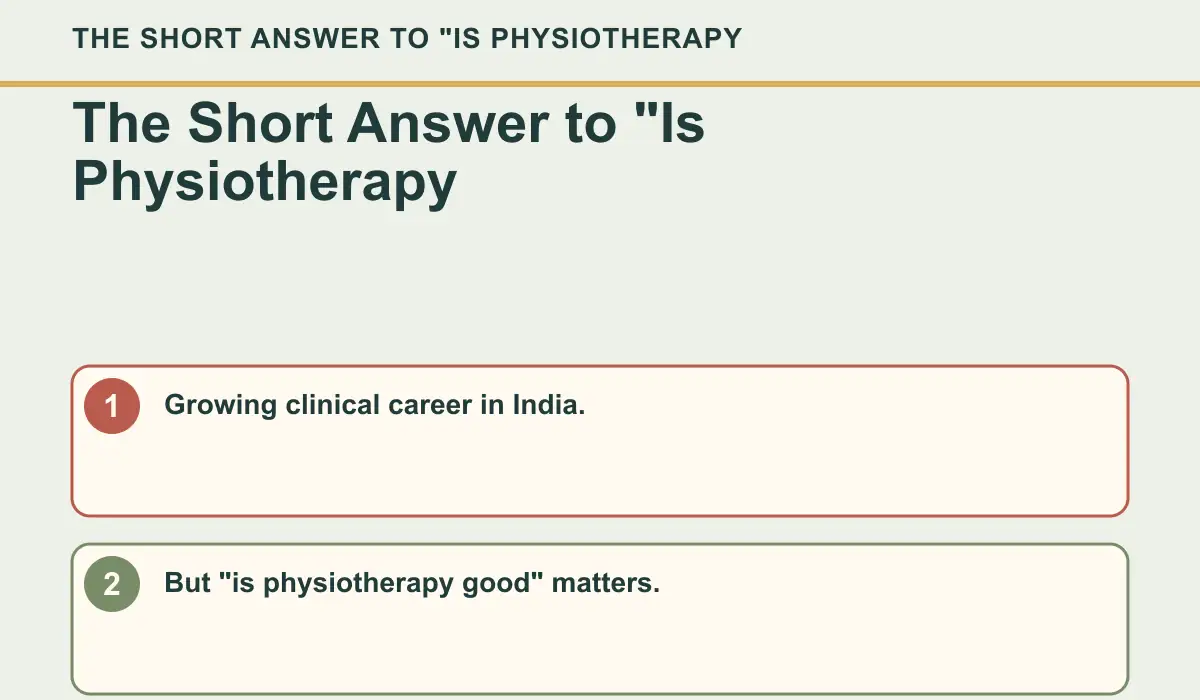 THE SHORT ANSWER TO "IS PHYSIOTHERAPY
The Short Answer to "Is
Physiotherapy
1
Growing clinical career in India.
2
But "is physiotherapy good" matters.